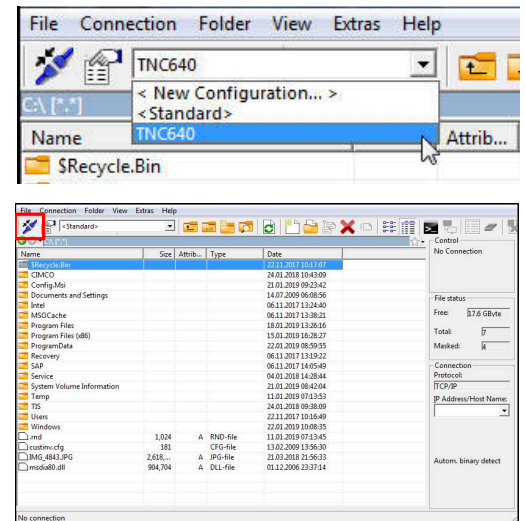 File Connection Folder View Extras Help
TNC640
< New Configuration... >
<Standard>
TNC640
C:\ [*.*]
Name Attrib...
$Recycle.Bin
File Connection Folder View Extras Help
<Standard>
C:\ [*.*]
Name Size Attrib... Type Date
$Recycle.Bin 22.11.2017 10:17:07
CIMCO 24.01.2018 10:43:09
Config.Msi 21.01.2019 09:23:42
Documents and Settings 14.07.2009 06:08:56
Intel 06.11.2017 13:24:40
MSOCache 06.11.2017 13:38:21
Program Files 18.01.2019 13:26:16
Program Files (x86) 15.01.2019 16:28:27
ProgramData 22.01.2019 08:59:55
Recovery 06.11.2017 13:19:22
SAP 06.11.2017 14:05:49
Service 04.01.2018 14:28:44
System Volume Information 21.01.2019 08:42:04
Temp 11.01.2019 07:13:53
TIS 24.01.2018 09:38:09
Users 22.11.2017 10:16:49
Windows 22.01.2019 10:08:35
.rnd 1,024 A RND-file 11.01.2019 07:13:45
custinv.cfg 181 CFG-file 13.02.2009 13:56:30
IMG_4843.JPG 2,618,... A JPG-file 21.03.2018 21:56:33
msdia80.dll 904,704 A DLL-file 01.12.2006 23:37:14
Control
No Connection
File status
Free: 17.6 GByte
Total: 7
Masked: 4
Connection
Protocol:
TCP/IP
IP Address/Host Name:
Autom. binary detect
No connection